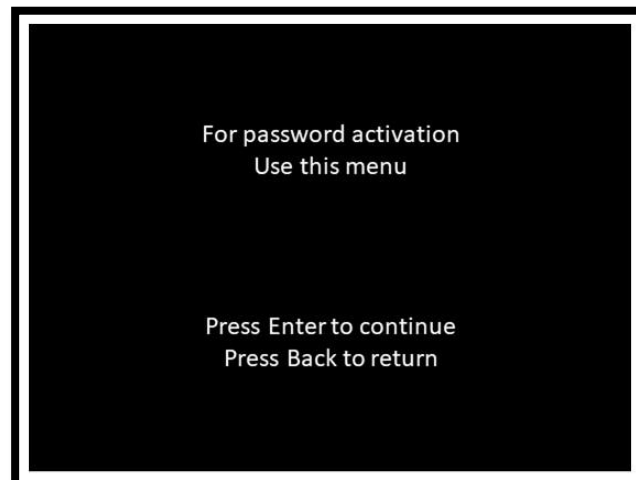 For password activation
Use this menu
Press Enter to continue
Press Back to return